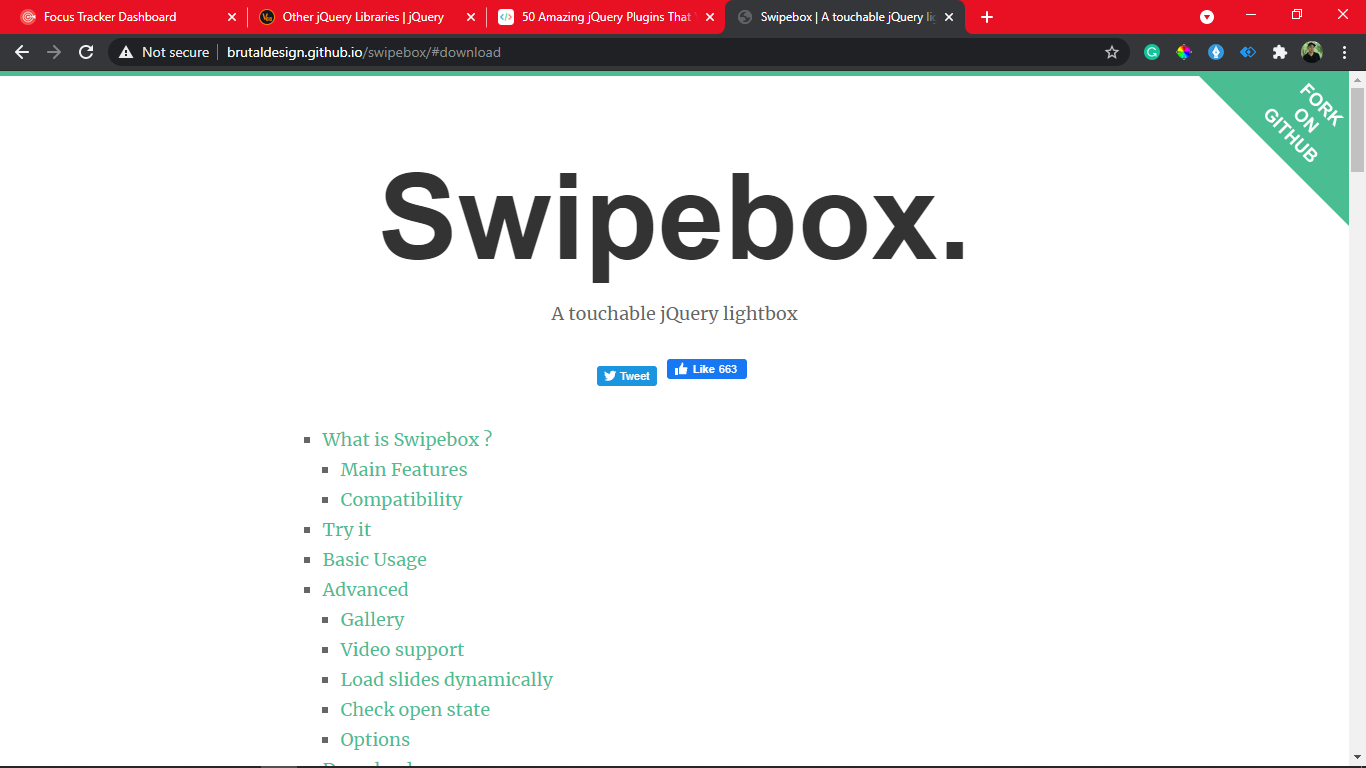 Focus Tracker Dashboard
Other jQuery Libraries | jQuery
50 Amazing jQuery Plugins That
Swipebox | A touchable jQuery
Not secure
brutaldesign.github.io/swipebox/#download
FORK
ON
GITHUB
Swipebox.
A touchable jQuery lightbox
Tweet
Like 663
What is Swipebox ?
Main Features
Compatibility
Try it
Basic Usage
Advanced
Gallery
Video support
Load slides dynamically
Check open state
Options